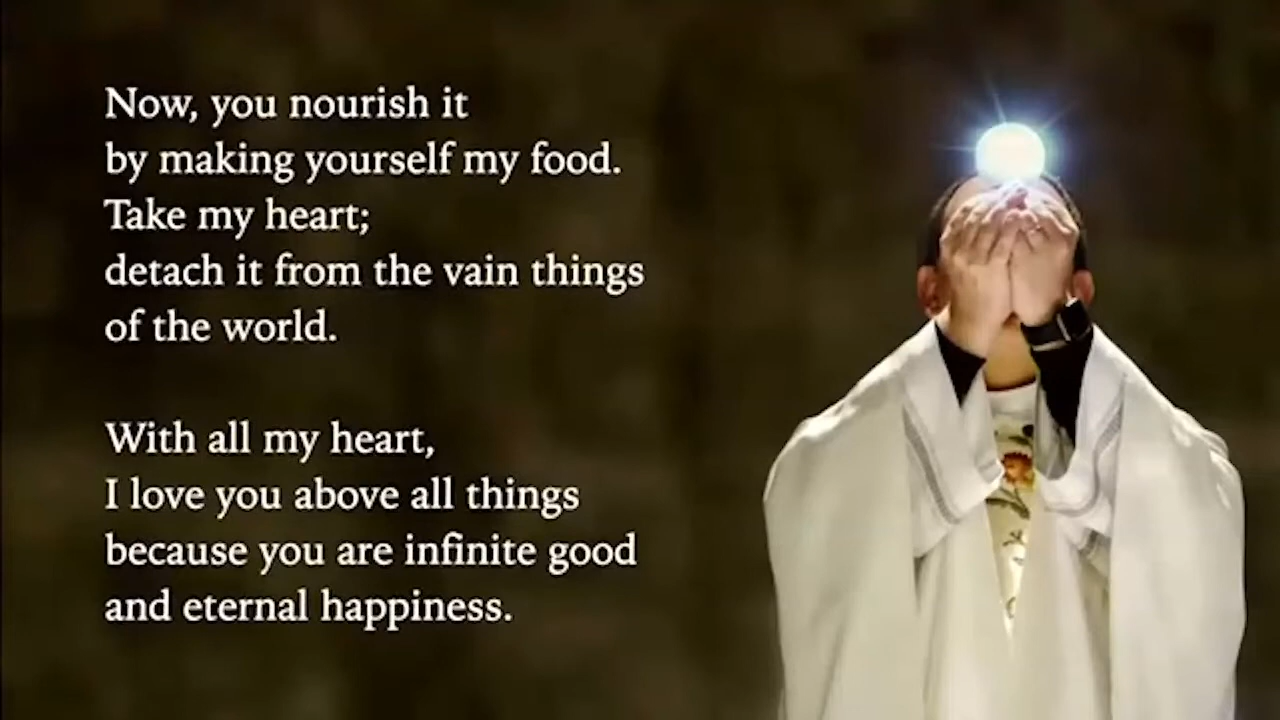 Now, you nourish it
by making yourself my food.
Take my heart;
detach it from the vain things
of the world.
With all my heart,
I love you above all things
because you are infinite good
and eternal happiness.